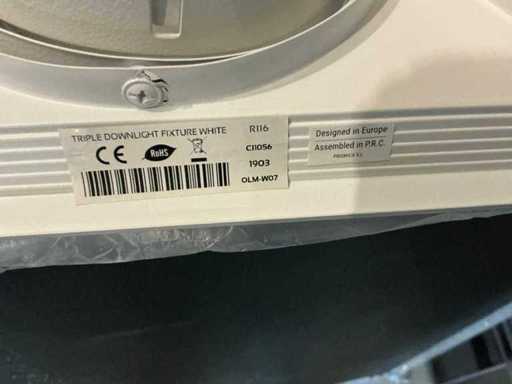 TRIPLE DOWNLIGHT FIXTURE WHITE R116
CE RoHS C11056
1903
OLM-W07
Designed in Europe
Assembled in P.R.C.